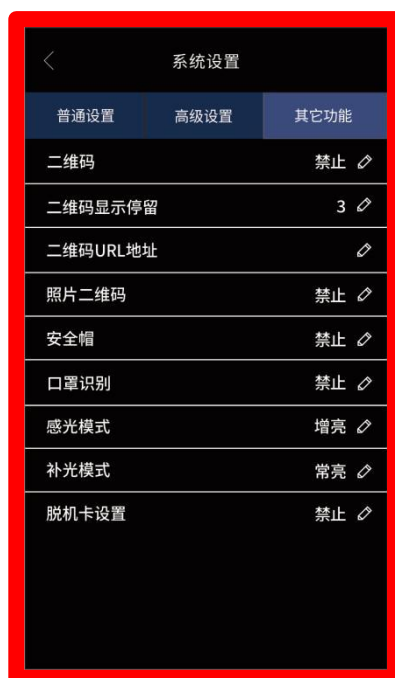 系统设置
普通设置 高级设置 其它功能
二维码 禁止
二维码显示停留 3
二维码URL地址
照片二维码 禁止
安全帽 禁止
口罩识别 禁止
感光模式 增亮
补光模式 常亮
脱机卡设置 禁止